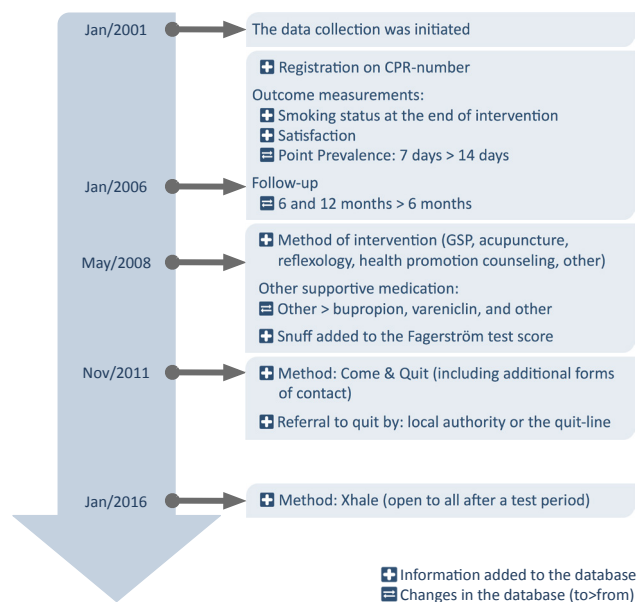 Jan/2001
The data collection was initiated
Registration on CPR-number
Outcome measurements:
Smoking status at the end of intervention
Satisfaction
Point Prevalence: 7 days > 14 days
Jan/2006
Follow-up
6 and 12 months > 6 months
May/2008
Method of intervention (GSP, acupuncture,
reflexology, health promotion counseling, other)
Other supportive medication:
Other > bupropion, vareniclin, and other
Snuff added to the Fagerström test score
Nov/2011
Method: Come & Quit (including additional forms
of contact)
Referral to quit by: local authority or the quit-line
Jan/2016
Method: Xhale (open to all after a test period)
Information added to the database
Changes in the database (to>from)